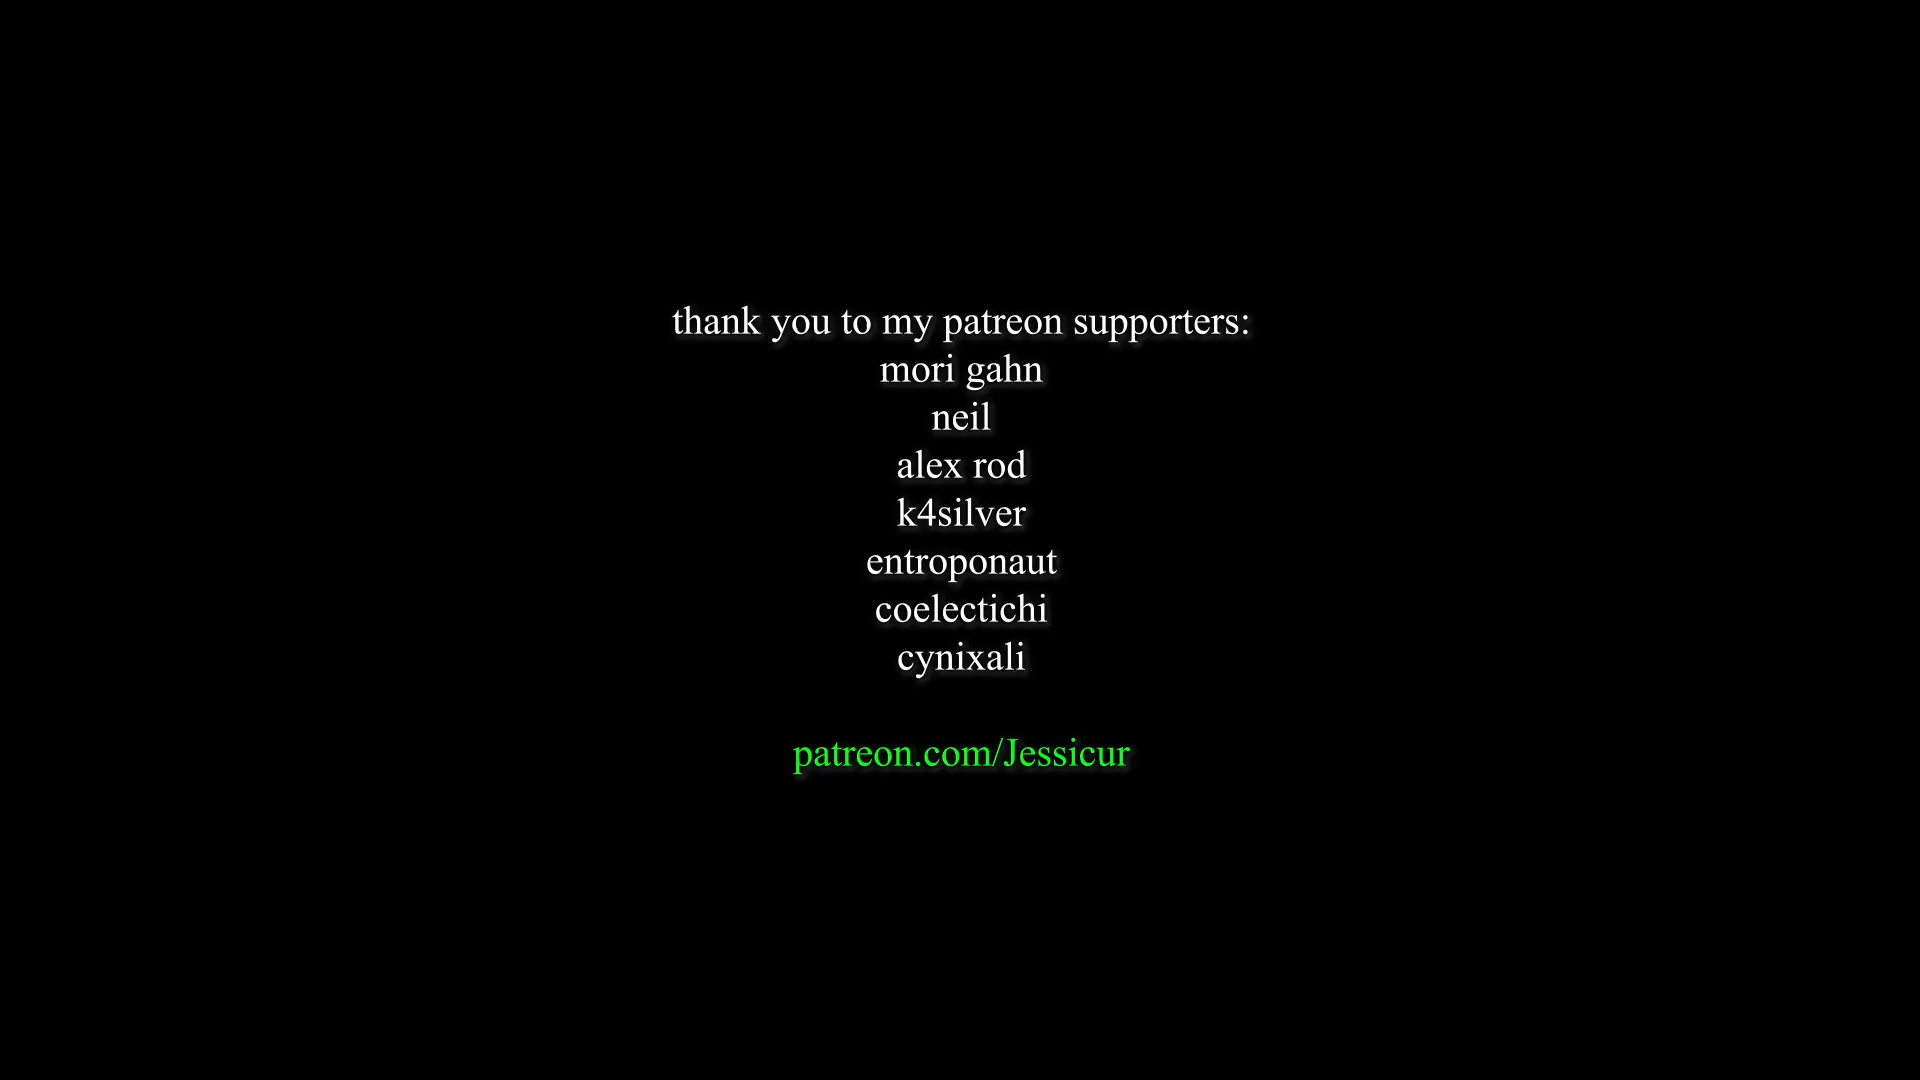 thank you to my patreon supporters:
mori gahn
neil
alex rod
k4silver
entroponaut
coelectichi
cynixali
patreon.com/Jessicur